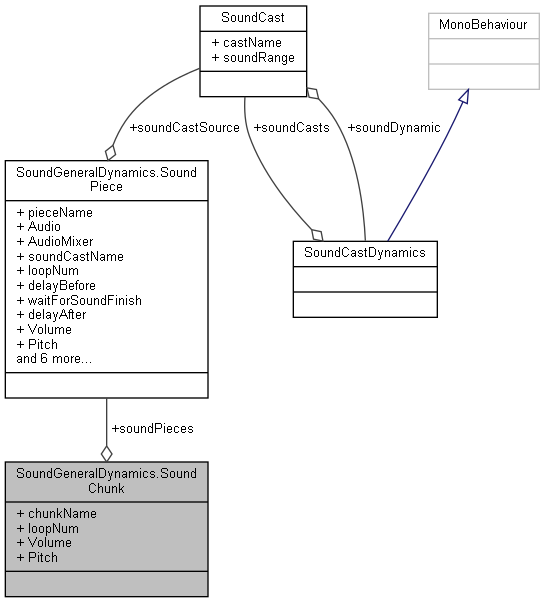 SoundCast
+ castName
+ soundRange
MonoBehaviour
+soundCastSource
+soundCasts
+soundDynamic
SoundGeneralDynamics.Sound
Piece
+ pieceName
+ Audio
+ AudioMixer
+ soundCastName
+ loopNum
+ delayBefore
+ waitForSoundFinish
+ delayAfter
+ Volume
+ Pitch
and 6 more...
SoundCastDynamics
+soundPieces
SoundGeneralDynamics.Sound
Chunk
+ chunkName
+ loopNum
+ Volume
+ Pitch